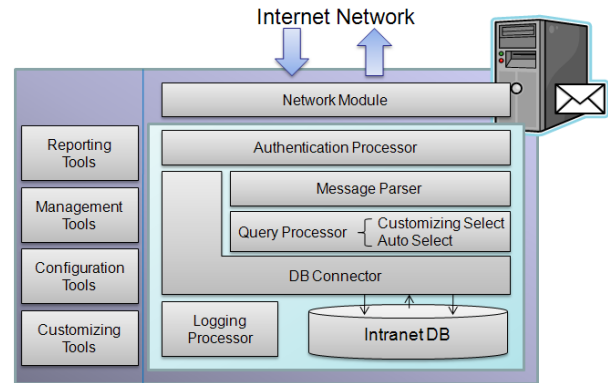 Internet Network
Network Module
Reporting
Tools
Management
Tools
Configuration
Tools
Customizing
Tools
Authentication Processor
Message Parser
Query Processor
Customizing Select
Auto Select
DB Connector
Logging
Processor
Intranet DB